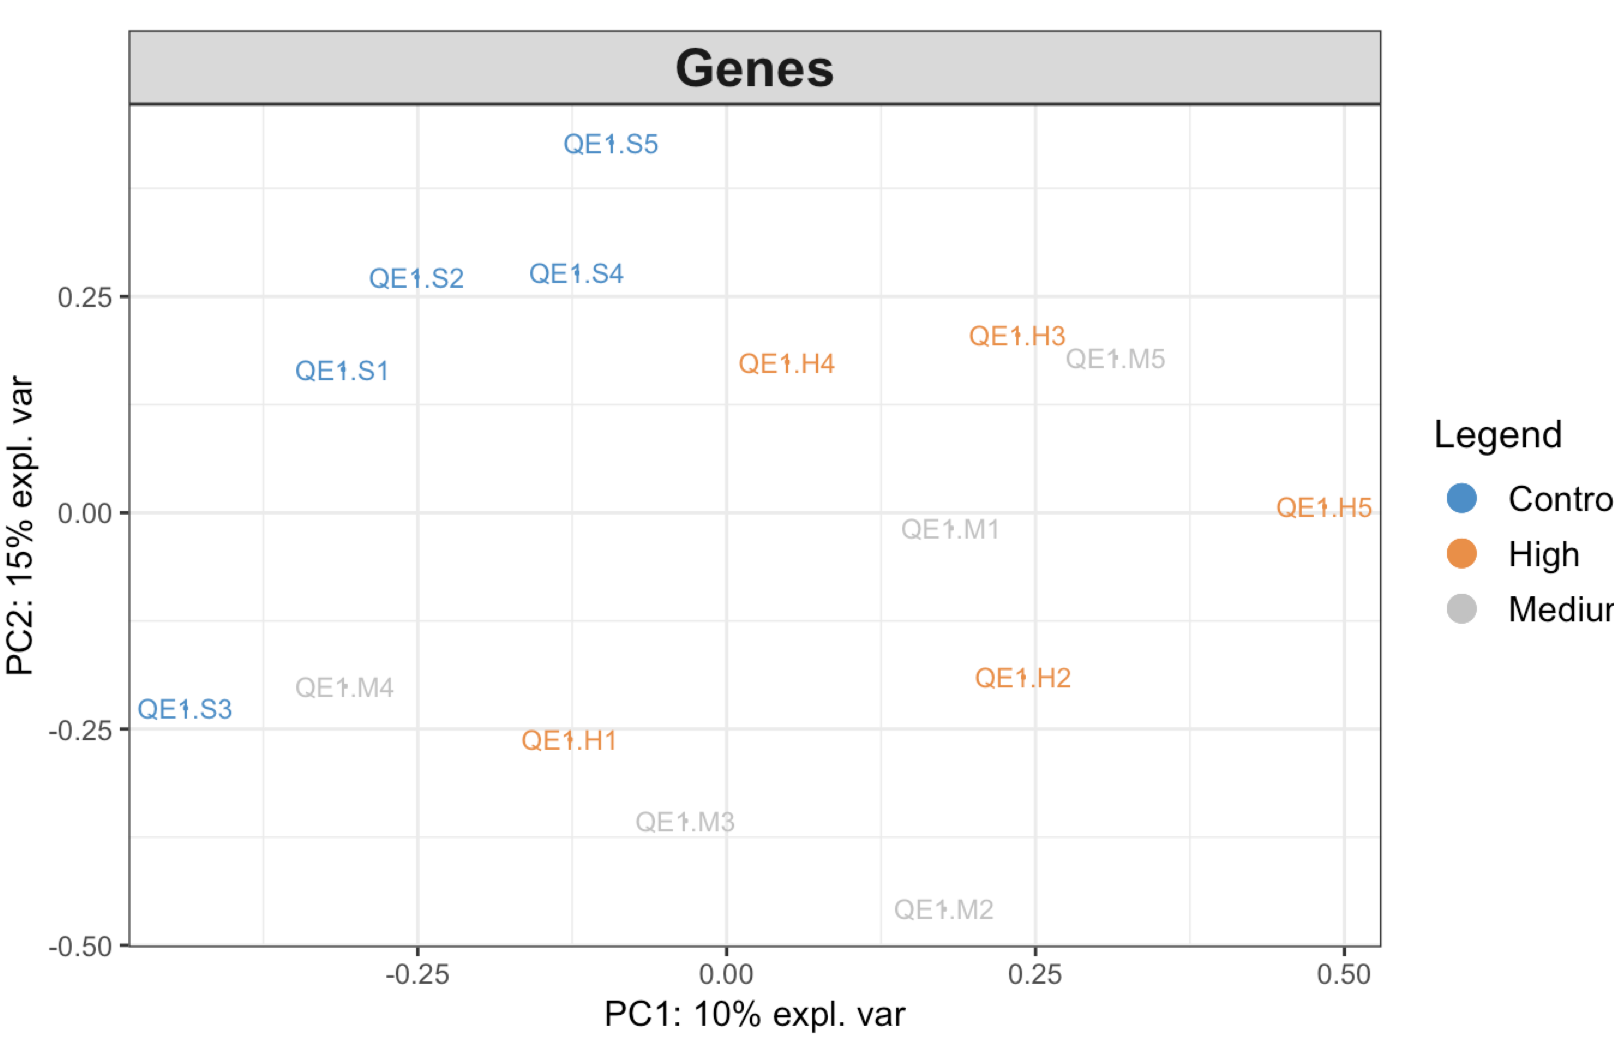 Genes
QE1.S5
QE1.S2
QE1.S4
0.25
QE1.H3
QE1.M5
QE1.H4
QE1.S1
Legend
Contro
High
Mediur
0.00
QE1.H5
QE1.M1
QE1.H2
QE1.M4
QE1.S3
-0.25
QE1.H1
QE1.M3
QE1.M2
-0.50
-0.25
0.00
0.25
0.50
PC1: 10% expl. var
PC2: 15% expl. var